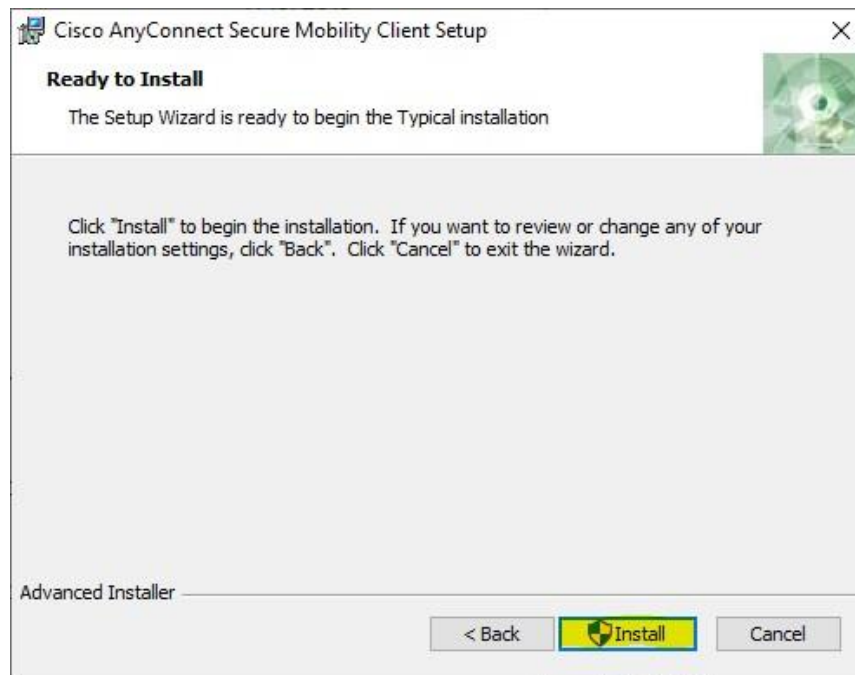 Cisco AnyConnect Secure Mobility Client Setup
Ready to Install
The Setup Wizard is ready to begin the Typical installation
Click "Install" to begin the installation. If you want to review or change any of your
installation settings, click "Back". Click "Cancel" to exit the wizard.
Advanced Installer
< Back Install Cancel